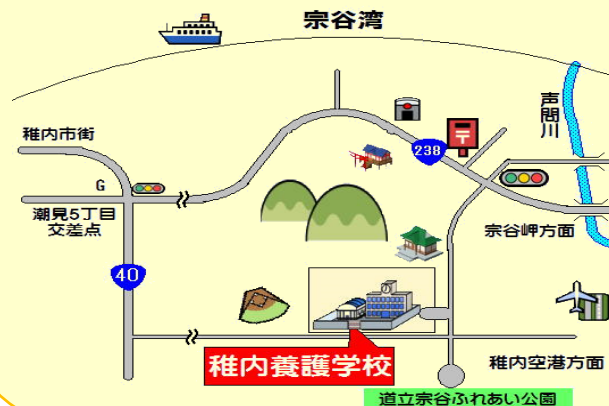 宗谷湾
稚内市街
声問川
238
〒
G
潮見5丁目
交差点
宗谷岬方面
40
稚内養護学校
稚内空港方面
道立宗谷ふれあい公園